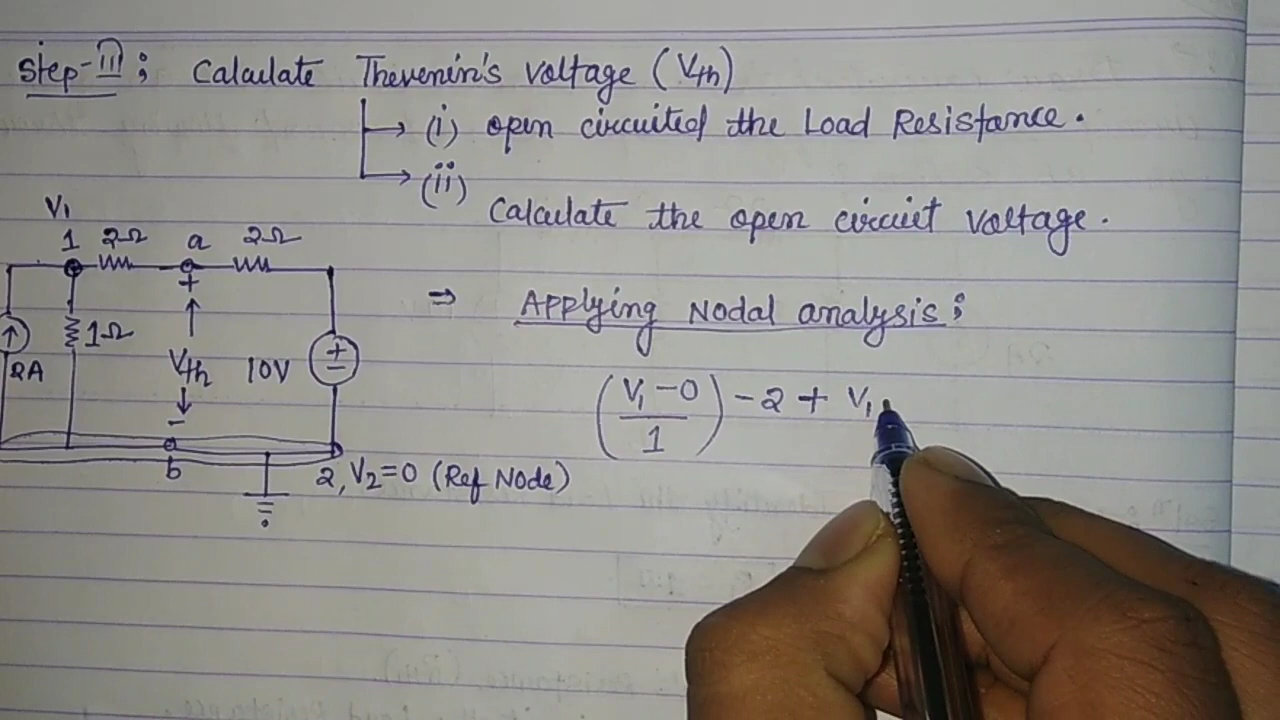 Step-III : Calculate Thevenin's voltage (Vth)
(i) open circuited the Load Resistance.
(ii) Calculate the open circuit voltage.
V1
1 2Ω a 2Ω
+
⇒ Applying Nodal analysis :
1Ω
2A Vth 10V + -
(V1 - 0 / 1) - 2 + V1
-
b 2, V2=0 (Ref Node)